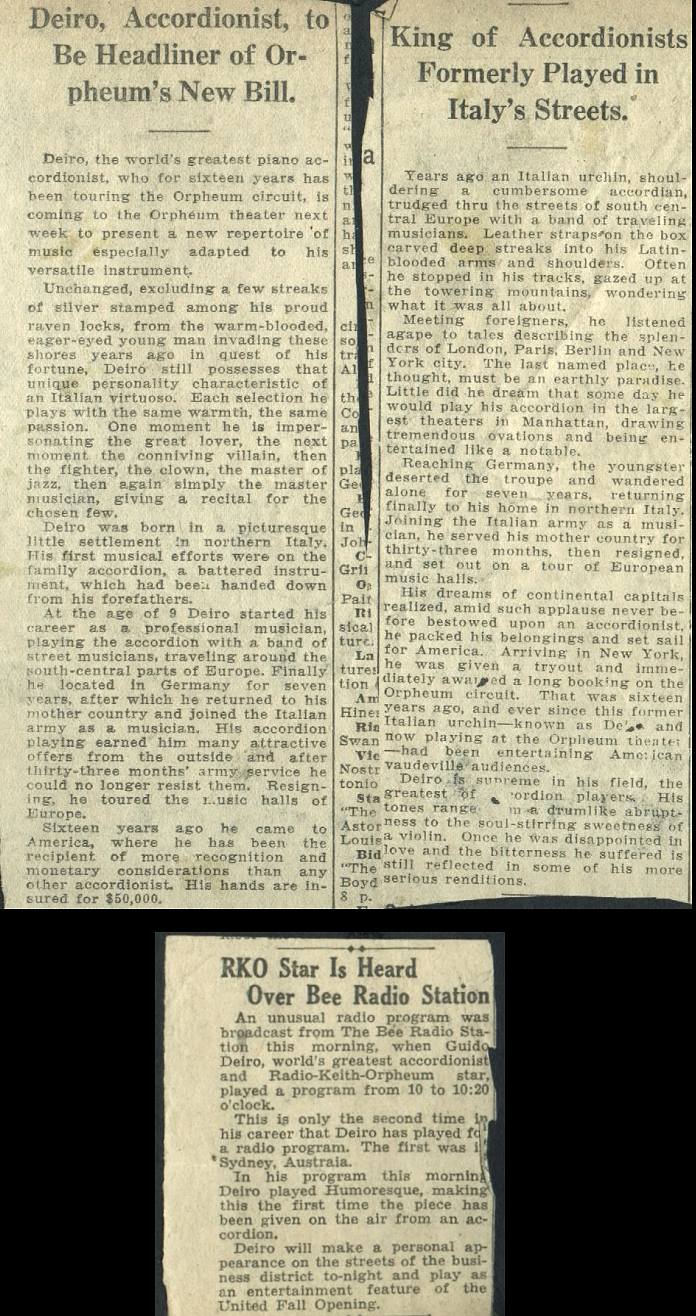 Deiro, Accordionist, to
Be Headliner of Or-
pheum's New Bill.
Deiro, the world's greatest piano ac-
cordionist, who for sixteen years has
been touring the Orpheum circuit, is
coming to the Orpheum theater next
week to present a new repertoire of
music especially adapted to his
versatile instrument.
Unchanged, excluding a few streaks
of silver stamped among his proud
raven locks, from the warm-blooded,
eager-eyed young man invading these
shores years ago in quest of his
fortune, Deiro still possesses that
unique personality characteristic of
an Italian virtuoso. Each selection he
plays with the same warmth, the same
passion. One moment he is imper-
sonating the great lover, the next
moment the conniving villain, then
the fighter, the clown, the master of
jazz, then again simply the master
musician, giving a recital for the
chosen few.
Deiro was born in a picturesque
little settlement in northern Italy.
His first musical efforts were on the
family accordion, a battered instru-
ment, which had been handed down
from his forefathers.
At the age of 9 Deiro started his
career as a professional musician,
playing the accordion with a band of
street musicians, traveling around the
south-central parts of Europe. Finally
he located in Germany for seven
years, after which he returned to his
mother country and joined the Italian
army as a musician. His accordion
playing earned him many attractive
offers from the outside and after
thirty-three months' army service he
could no longer resist them. Resign-
ing, he toured the music halls of
Europe.
Sixteen years ago he came to
America, where he has been the
recipient of more recognition and
monetary considerations than any
other accordionist. His hands are in-
sured for $50,000.
King of Accordionists
Formerly Played in
Italy's Streets.
Years ago an Italian urchin, shoul-
dering a cumbersome accordian,
trudged thru the streets of south cen-
tral Europe with a band of traveling
musicians. Leather straps on the box
carved deep streaks into his Latin-
blooded arms and shoulders. Often
he stopped in his tracks, gazed up at
the towering mountains, wondering
what it was all about.
Meeting foreigners, he listened
agape to tales describing the splen-
dors of London, Paris, Berlin and New
York city. The last named place, he
thought, must be an earthly paradise.
Little did he dream that some day he
would play his accordion in the larg-
est theaters in Manhattan, drawing
tremendous ovations and being en-
tertained like a notable.
Reaching Germany, the youngster
deserted the troupe and wandered
alone for seven years, returning
finally to his home in northern Italy.
Joining the Italian army as a musi-
cian, he served his mother country for
thirty-three months, then resigned,
and set out on a tour of European
music halls.
His dreams of continental capitals
realized, amid such applause never be-
fore bestowed upon an accordionist,
he packed his belongings and set sail
for America. Arriving in New York,
he was given a tryout and imme-
diately awarded a long booking on the
Orpheum circuit. That was sixteen
years ago, and ever since this former
Italian urchin—known as and
now playing at the Orpheum theater
—had been entertaining American
vaudeville audiences.
Deiro is supreme in his field, the
greatest of players. His
tones range a drumlike abrupt-
ness to the soul-stirring sweetness of
a violin. Once he was disappointed in
love and the bitterness he suffered is
still reflected in some of his more
serious renditions.
RKO Star Is Heard
Over Bee Radio Station
An unusual radio program was
broadcast from The Bee Radio Sta-
tion this morning, when Guido
Deiro, world's greatest accordionist
and Radio-Keith-Orpheum star,
played a program from 10 to 10:20
o'clock.
This is only the second time in
his career that Deiro has played
a radio program. The first was
Sydney, Austraia.
In his program this morning
Deiro played Humoresque, making
this the first time the piece has
been given on the air from an ac-
cordion.
Deiro will make a personal ap-
pearance on the streets of the busi-
ness district to-night and play as
an entertainment feature of the
United Fall Opening.